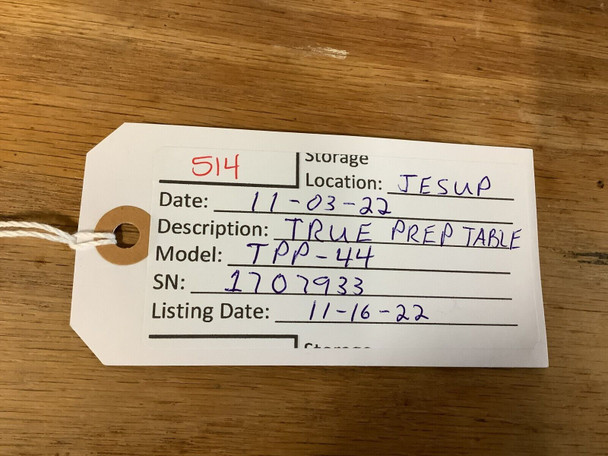 514
Storage
Location: JESUP
Date: 11-03-22
Description: TRUE PREP TABLE
Model: TPP-44
SN: 1707933
Listing Date: 11-16-22
Storage